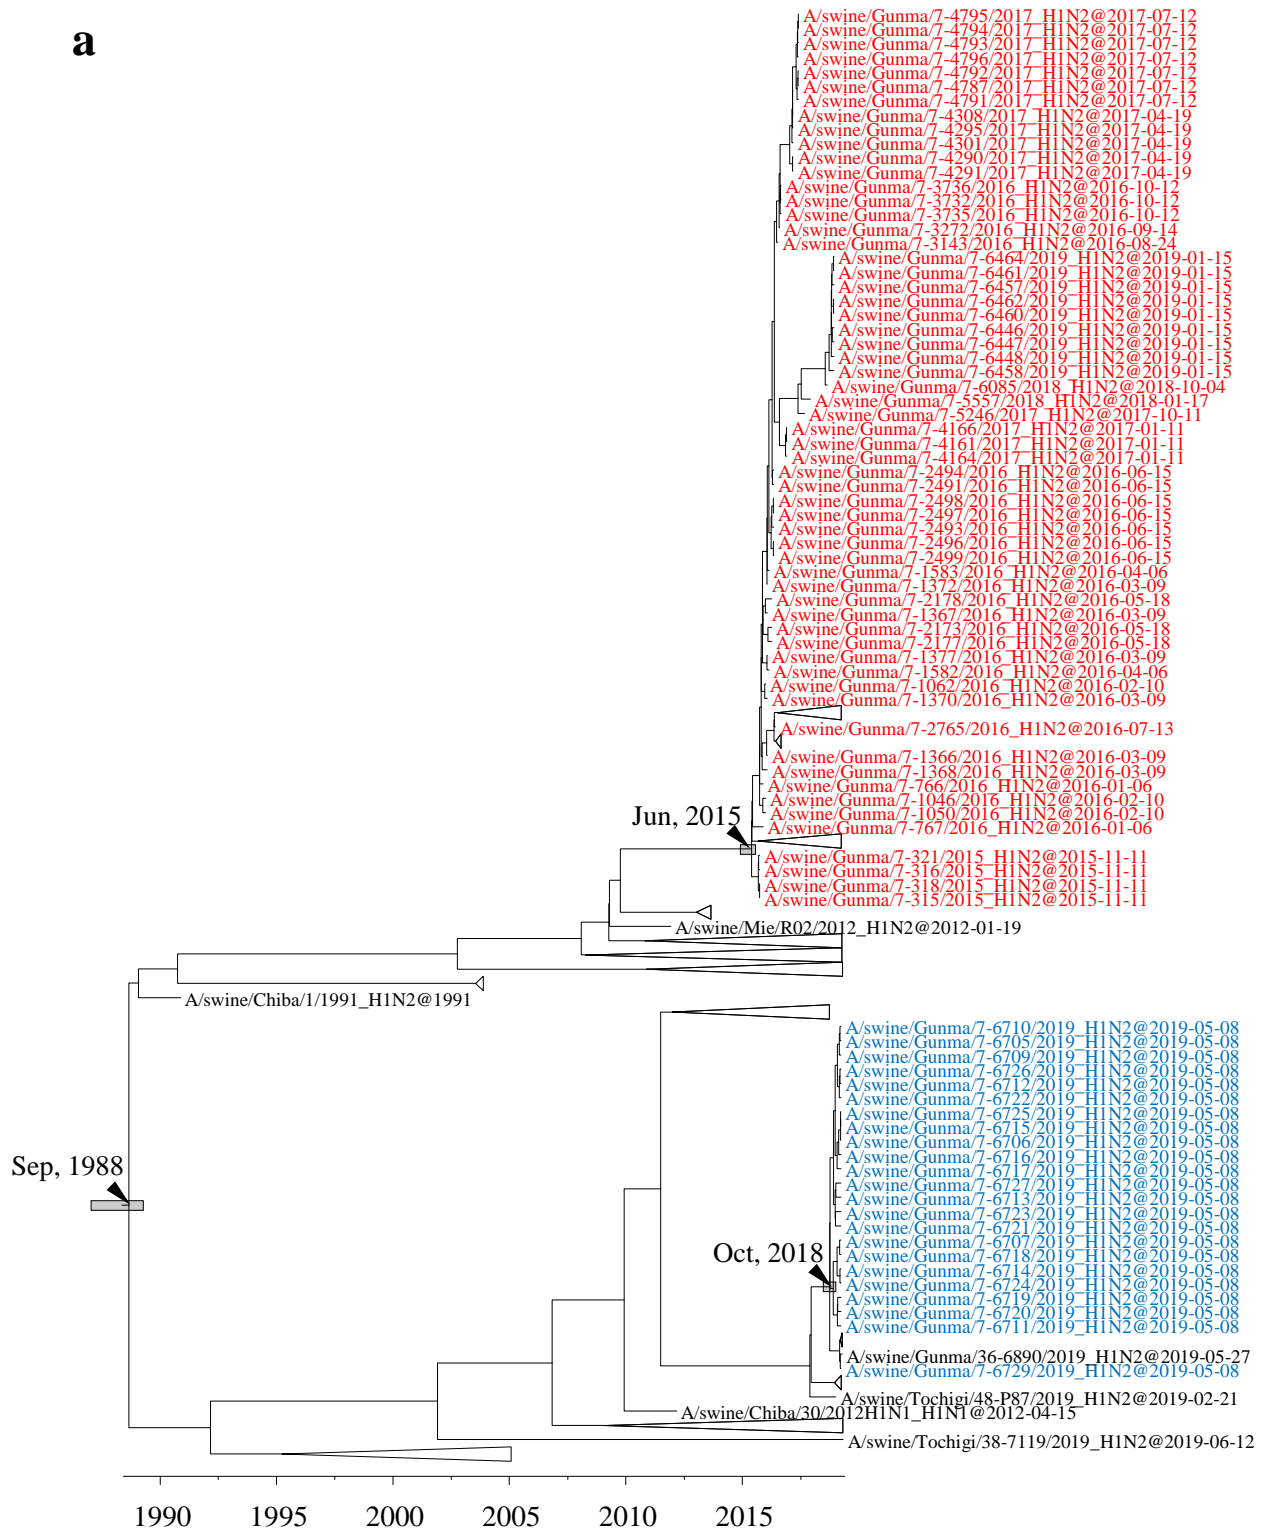 a
A/swine/Gunma/7-4795/2017_H1N2@2017-07-12
A/swine/Gunma/7-4794/2017_H1N2@2017-07-12
A/swine/Gunma/7-4793/2017_H1N2@2017-07-12
A/swine/Gunma/7-4796/2017_H1N2@2017-07-12
A/swine/Gunma/7-4792/2017_H1N2@2017-07-12
A/swine/Gunma/7-4787/2017_H1N2@2017-07-12
A/swine/Gunma/7-4791/2017_H1N2@2017-07-12
A/swine/Gunma/7-4308/2017_H1N2@2017-04-19
A/swine/Gunma/7-4295/2017_H1N2@2017-04-19
A/swine/Gunma/7-4301/2017_H1N2@2017-04-19
A/swine/Gunma/7-4290/2017_H1N2@2017-04-19
A/swine/Gunma/7-4291/2017_H1N2@2017-04-19
A/swine/Gunma/7-3736/2016_H1N2@2016-10-12
A/swine/Gunma/7-3732/2016_H1N2@2016-10-12
A/swine/Gunma/7-3735/2016_H1N2@2016-10-12
A/swine/Gunma/7-3272/2016_H1N2@2016-09-14
A/swine/Gunma/7-3143/2016_H1N2@2016-08-24
A/swine/Gunma/7-6464/2019_H1N2@2019-01-15
A/swine/Gunma/7-6461/2019_H1N2@2019-01-15
A/swine/Gunma/7-6457/2019_H1N2@2019-01-15
A/swine/Gunma/7-6462/2019_H1N2@2019-01-15
A/swine/Gunma/7-6460/2019_H1N2@2019-01-15
A/swine/Gunma/7-6446/2019_H1N2@2019-01-15
A/swine/Gunma/7-6447/2019_H1N2@2019-01-15
A/swine/Gunma/7-6448/2019_H1N2@2019-01-15
A/swine/Gunma/7-6458/2019_H1N2@2019-01-15
A/swine/Gunma/7-6085/2018_H1N2@2018-10-04
A/swine/Gunma/7-5557/2018_H1N2@2018-01-17
A/swine/Gunma/7-5246/2017_H1N2@2017-10-11
A/swine/Gunma/7-4166/2017_H1N2@2017-01-11
A/swine/Gunma/7-4161/2017_H1N2@2017-01-11
A/swine/Gunma/7-4164/2017_H1N2@2017-01-11
A/swine/Gunma/7-2494/2016_H1N2@2016-06-15
A/swine/Gunma/7-2491/2016_H1N2@2016-06-15
A/swine/Gunma/7-2498/2016_H1N2@2016-06-15
A/swine/Gunma/7-2497/2016_H1N2@2016-06-15
A/swine/Gunma/7-2493/2016_H1N2@2016-06-15
A/swine/Gunma/7-2496/2016_H1N2@2016-06-15
A/swine/Gunma/7-2499/2016_H1N2@2016-06-15
A/swine/Gunma/7-1583/2016_H1N2@2016-04-06
A/swine/Gunma/7-1372/2016_H1N2@2016-03-09
A/swine/Gunma/7-2178/2016_H1N2@2016-05-18
A/swine/Gunma/7-1367/2016_H1N2@2016-03-09
A/swine/Gunma/7-2173/2016_H1N2@2016-05-18
A/swine/Gunma/7-2177/2016_H1N2@2016-05-18
A/swine/Gunma/7-1377/2016_H1N2@2016-03-09
A/swine/Gunma/7-1582/2016_H1N2@2016-04-06
A/swine/Gunma/7-1062/2016_H1N2@2016-02-10
A/swine/Gunma/7-1370/2016_H1N2@2016-03-09
A/swine/Gunma/7-2765/2016_H1N2@2016-07-13
A/swine/Gunma/7-1366/2016_H1N2@2016-03-09
A/swine/Gunma/7-1368/2016_H1N2@2016-03-09
A/swine/Gunma/7-766/2016_H1N2@2016-01-06
A/swine/Gunma/7-1046/2016_H1N2@2016-02-10
A/swine/Gunma/7-1050/2016_H1N2@2016-02-10
Jun, 2015
A/swine/Gunma/7-767/2016_H1N2@2016-01-06
A/swine/Gunma/7-321/2015_H1N2@2015-11-11
A/swine/Gunma/7-316/2015_H1N2@2015-11-11
A/swine/Gunma/7-318/2015_H1N2@2015-11-11
A/swine/Gunma/7-315/2015_H1N2@2015-11-11
A/swine/Mie/R02/2012_H1N2@2012-01-19
A/swine/Chiba/1/1991_H1N2@1991
A/swine/Gunma/7-6710/2019_H1N2@2019-05-08
A/swine/Gunma/7-6705/2019_H1N2@2019-05-08
A/swine/Gunma/7-6709/2019_H1N2@2019-05-08
A/swine/Gunma/7-6726/2019_H1N2@2019-05-08
A/swine/Gunma/7-6712/2019_H1N2@2019-05-08
A/swine/Gunma/7-6722/2019_H1N2@2019-05-08
A/swine/Gunma/7-6725/2019_H1N2@2019-05-08
A/swine/Gunma/7-6715/2019_H1N2@2019-05-08
A/swine/Gunma/7-6706/2019_H1N2@2019-05-08
A/swine/Gunma/7-6716/2019_H1N2@2019-05-08
Sep, 1988
A/swine/Gunma/7-6717/2019_H1N2@2019-05-08
A/swine/Gunma/7-6727/2019_H1N2@2019-05-08
A/swine/Gunma/7-6713/2019_H1N2@2019-05-08
A/swine/Gunma/7-6723/2019_H1N2@2019-05-08
A/swine/Gunma/7-6721/2019_H1N2@2019-05-08
A/swine/Gunma/7-6707/2019_H1N2@2019-05-08
Oct, 2018
A/swine/Gunma/7-6718/2019_H1N2@2019-05-08
A/swine/Gunma/7-6714/2019_H1N2@2019-05-08
A/swine/Gunma/7-6724/2019_H1N2@2019-05-08
A/swine/Gunma/7-6719/2019_H1N2@2019-05-08
A/swine/Gunma/7-6720/2019_H1N2@2019-05-08
A/swine/Gunma/7-6711/2019_H1N2@2019-05-08
A/swine/Gunma/36-6890/2019_H1N2@2019-05-27
A/swine/Gunma/7-6729/2019_H1N2@2019-05-08
A/swine/Tochigi/48-P87/2019_H1N2@2019-02-21
A/swine/Chiba/30/2012H1N1_H1N1@2012-04-15
A/swine/Tochigi/38-7119/2019_H1N2@2019-06-12
1990 1995 2000 2005 2010 2015